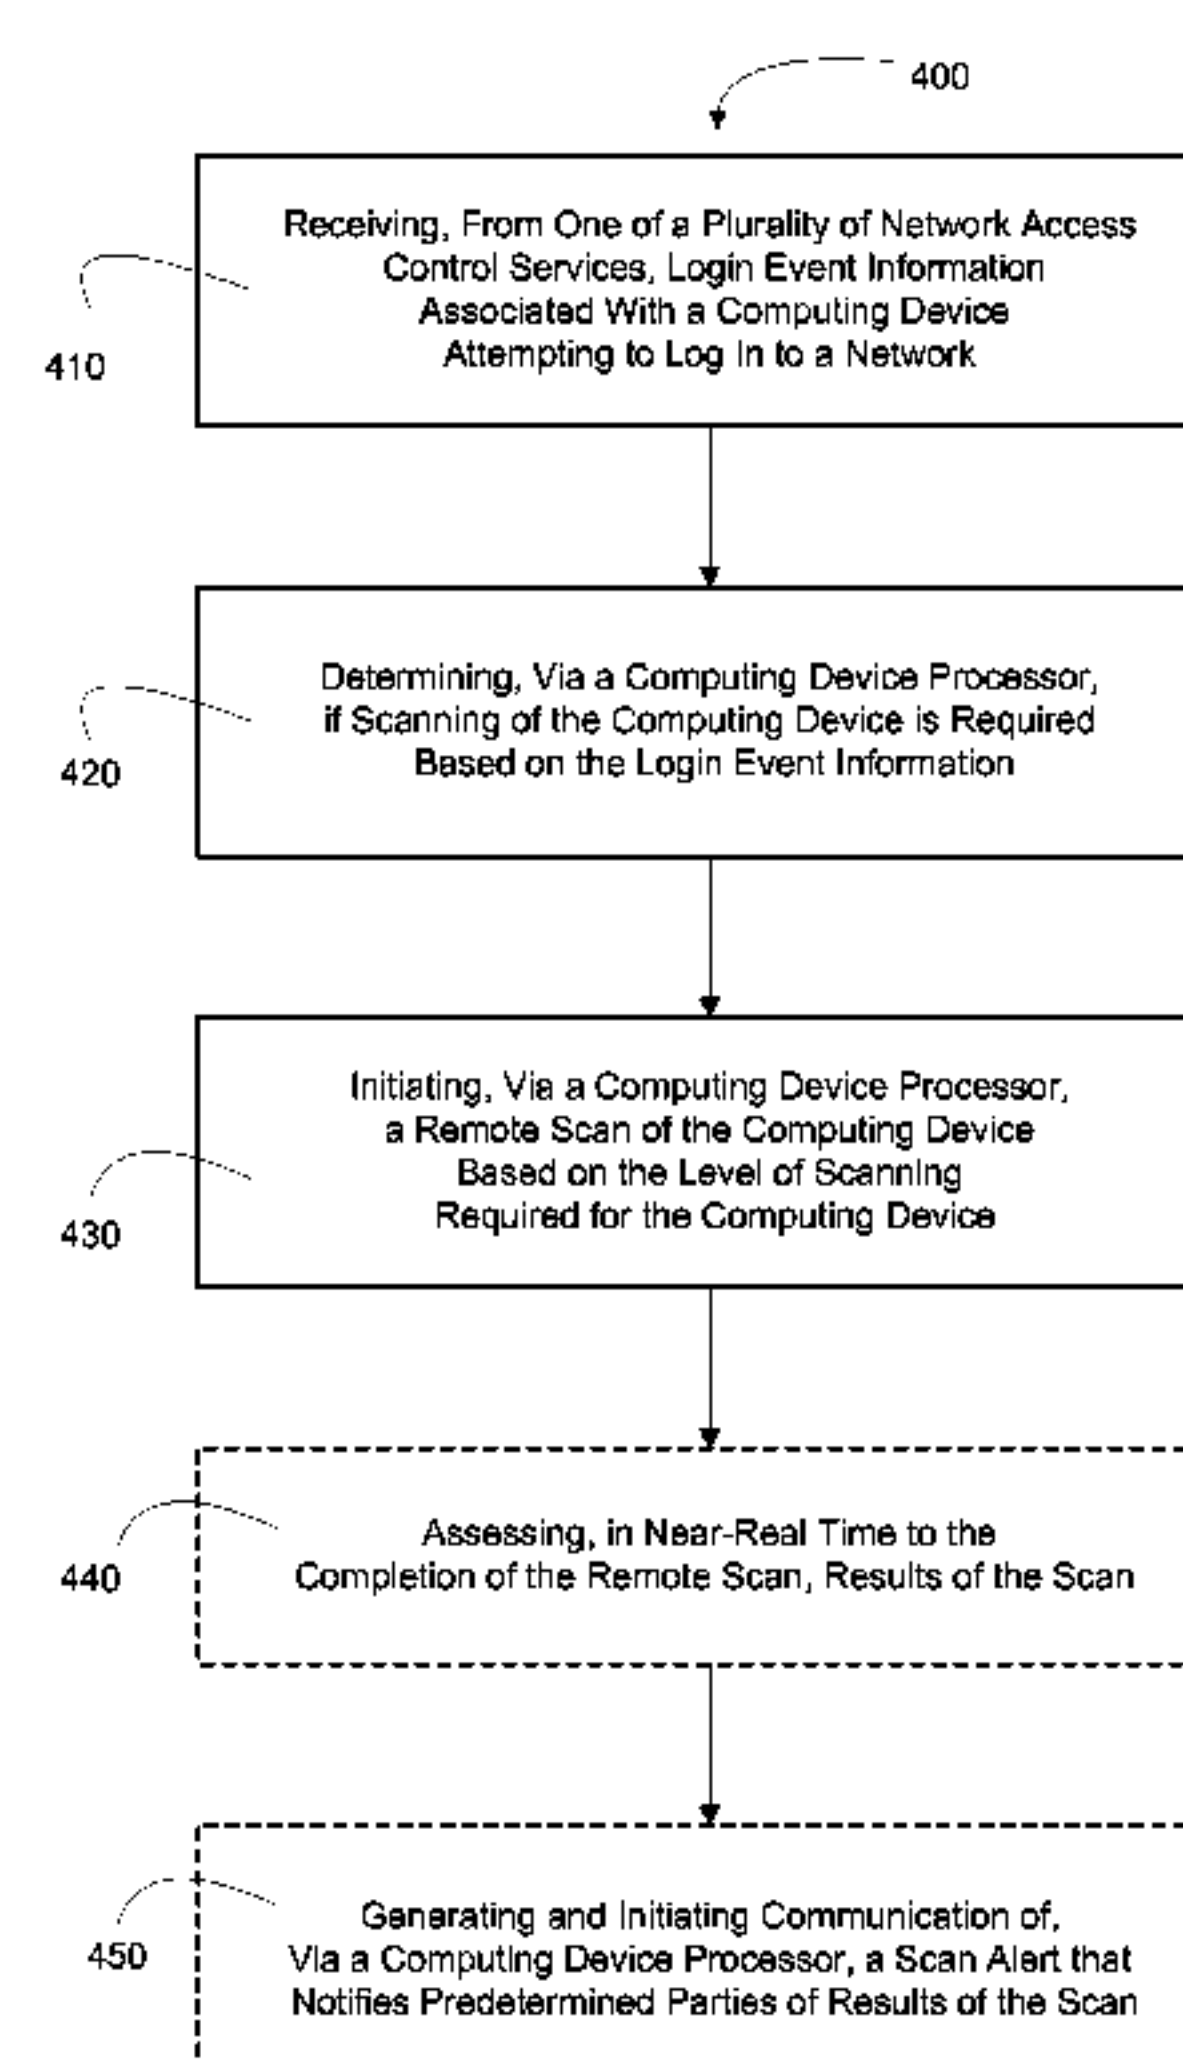 400
Receiving, From One of a Plurality of Network Access
Control Services, Login Event Information
Associated With a Computing Device
Attempting to Log In to a Network
410
Determining, Via a Computing Device Processor,
if Scanning of the Computing Device is Required
Based on the Login Event Information
420
Initiating, Via a Computing Device Processor,
a Remote Scan of the Computing Device
Based on the Level of Scanning
Required for the Computing Device
430
Assessing, in Near-Real Time to the
Completion of the Remote Scan, Results of the Scan
440
Generating and Initiating Communication of,
Via a Computing Device Processor, a Scan Alert that
Notifies Predetermined Parties of Results of the Scan
450